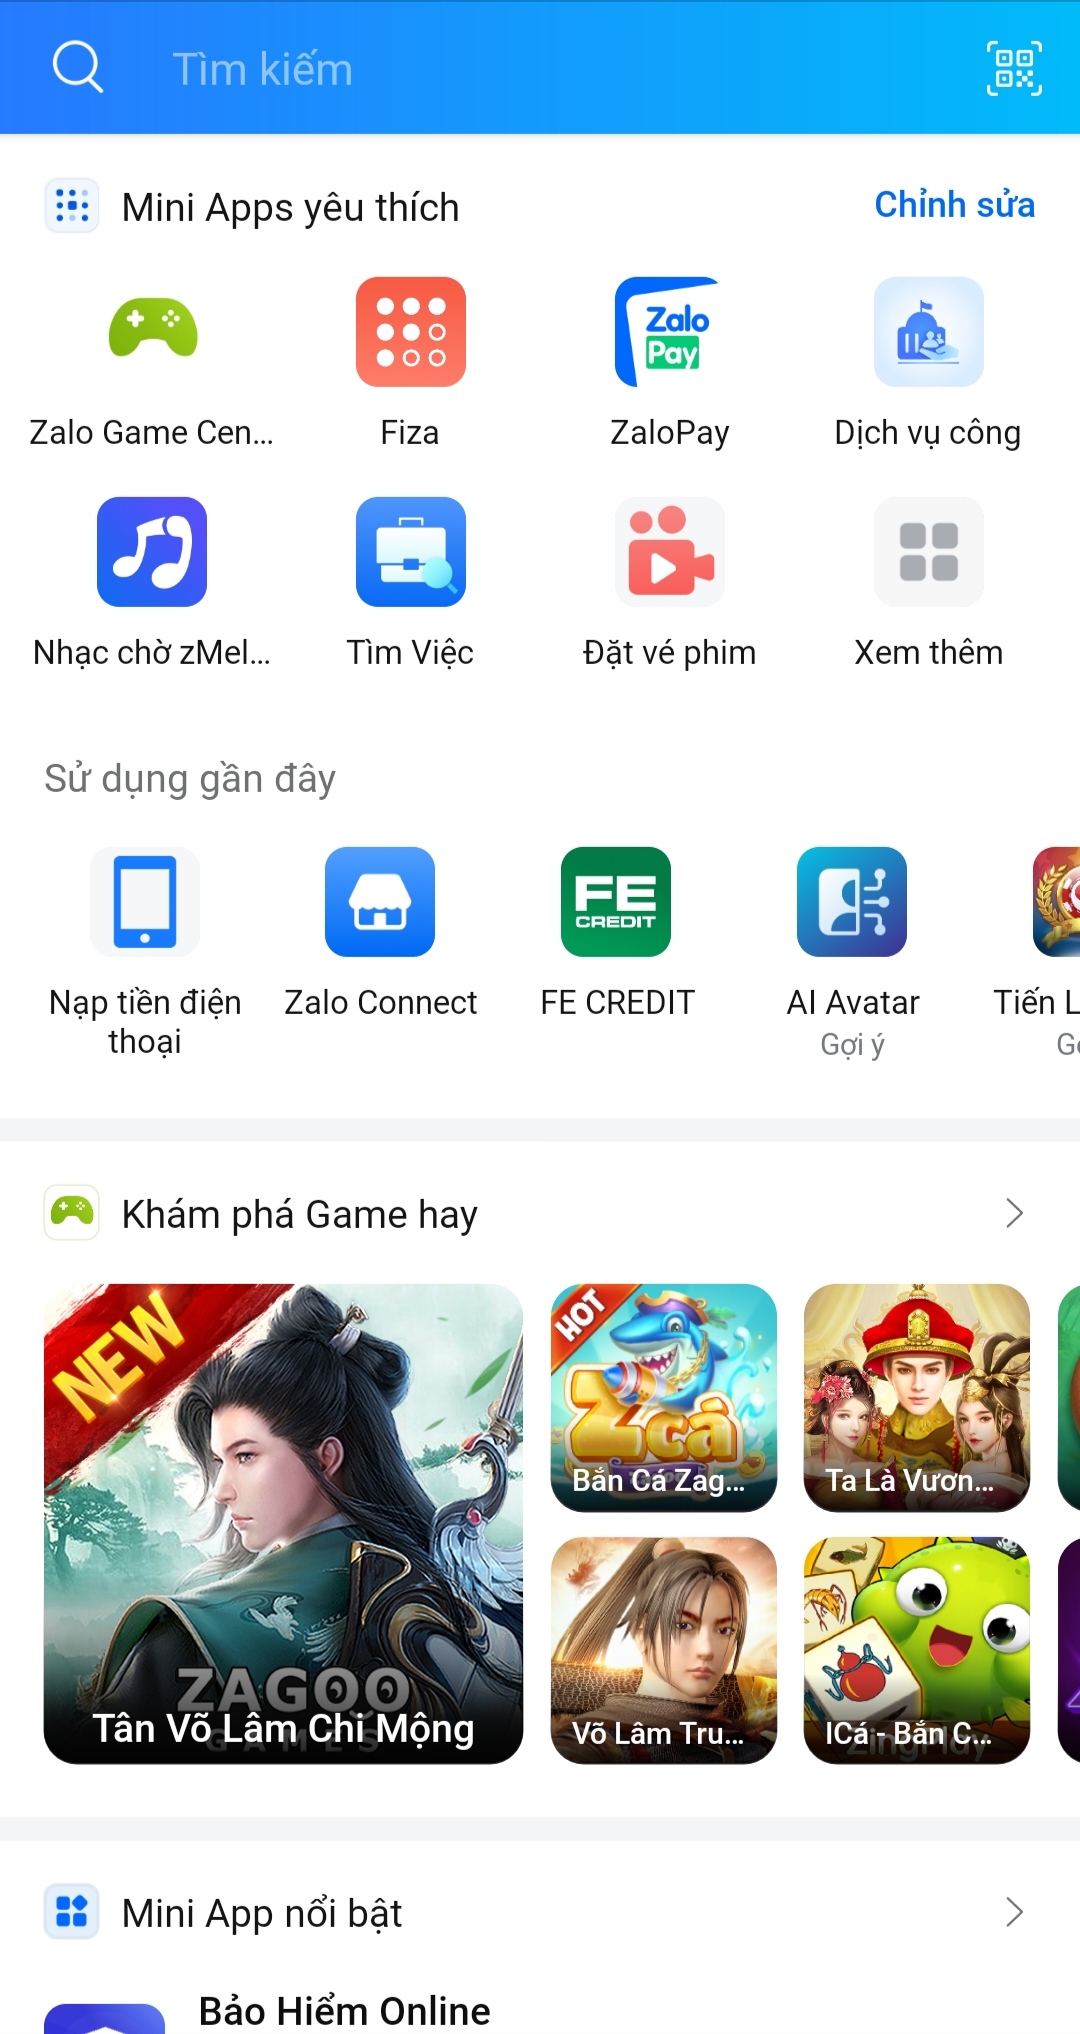 Tìm kiếm
Mini Apps yêu thích
Chỉnh sửa
Zalo Game Cen...
Fiza
Zalo
Pay
ZaloPay
Dịch vụ công
Nhạc chờ zMel...
Tìm Việc
Đặt vé phim
Xem thêm
Sử dụng gần đây
Nạp tiền điện
thoại
Zalo Connect
FE
CREDIT
FE CREDIT
AI Avatar
Gợi ý
Tiến L
Khám phá Game hay
NEW
ZAGOO
GAMES
Tân Võ Lâm Chi Mộng
HOT
Zcá
Bắn Cá Zag...
Ta Là Vươn...
Võ Lâm Tru...
ZingPlay
ICá - Bắn C...
Mini App nổi bật
Bảo Hiểm Online